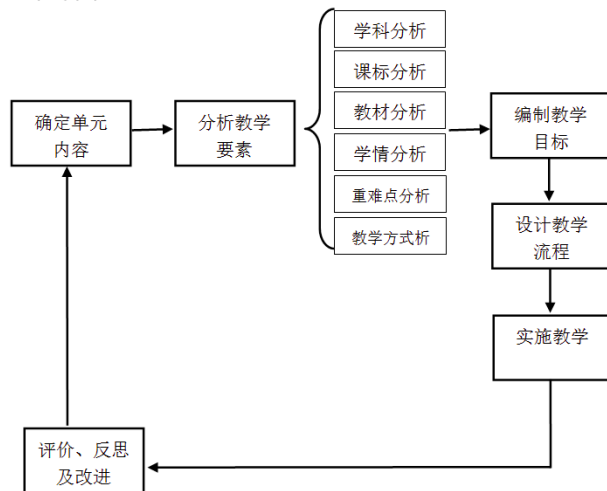 确定单元
内容
分析教学
要素
学科分析
课标分析
教材分析
学情分析
重难点分析
教学方式析
编制教学
目标
设计教学
流程
实施教学
评价、反思
及改进